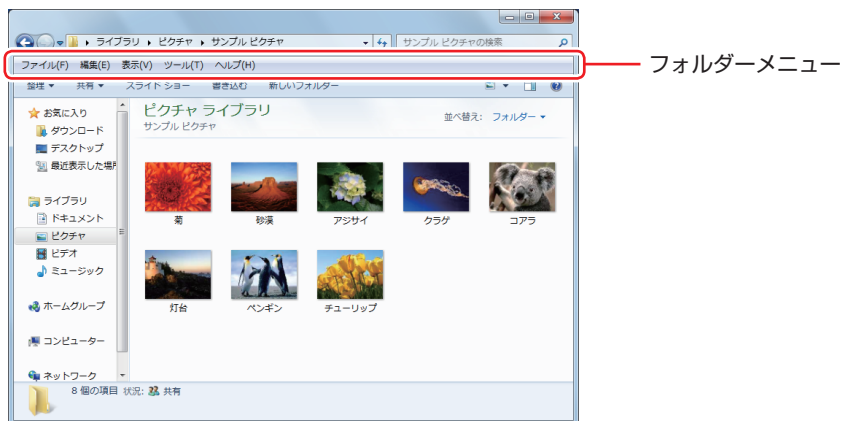 ライブラリ ピクチャ サンプル ピクチャ サンプル ピクチャの検索
ファイル(F) 編集(E) 表示(V) ツール(T) ヘルプ(H)
フォルダーメニュー
整理 共有 スライド ショー 書き込む 新しいフォルダー
お気に入り
ダウンロード
デスクトップ
最近表示した場所
ライブラリ
ドキュメント
ピクチャ
ビデオ
ミュージック
ホームグループ
コンピューター
ネットワーク
ピクチャ ライブラリ
サンプル ピクチャ
並べ替え: フォルダー
菊 砂漠 アジサイ クラゲ コアラ
灯台 ペンギン チューリップ
8 個の項目 状況: 共有